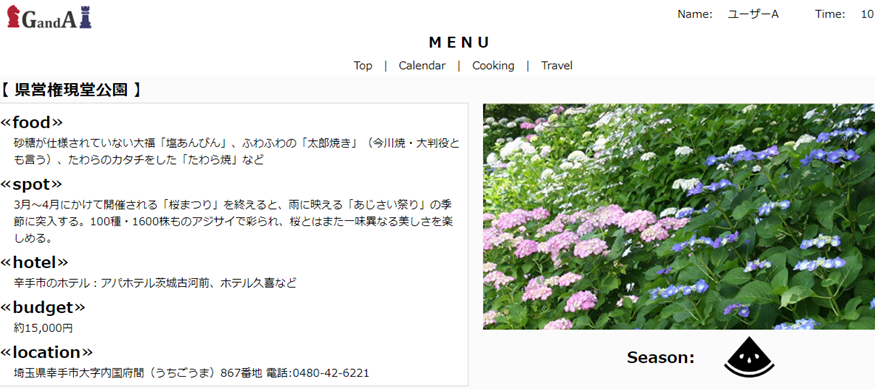 GandA
Name: ユーザーA Time: 10
MENU
Top | Calendar | Cooking | Travel
【 県営権現堂公園 】
≪food≫
砂糖が仕様されていない大福「塩あんびん」、ふわふわの「太郎焼き」（今川焼・大判役と
も言う）、たわらのカタチをした「たわら焼」など
≪spot≫
3月～4月にかけて開催される「桜まつり」を終えると、雨に映える「あじさい祭り」の季
節に突入する。100種・1600株ものアジサイで彩られ、桜とはまた一味異なる美しさを楽
しめる。
≪hotel≫
幸手市のホテル：アパホテル茨城古河前、ホテル久喜など
≪budget≫
約15,000円
≪location≫
埼玉県幸手市大字内国府間（うちごうま）867番地 電話:0480-42-6221
Season: